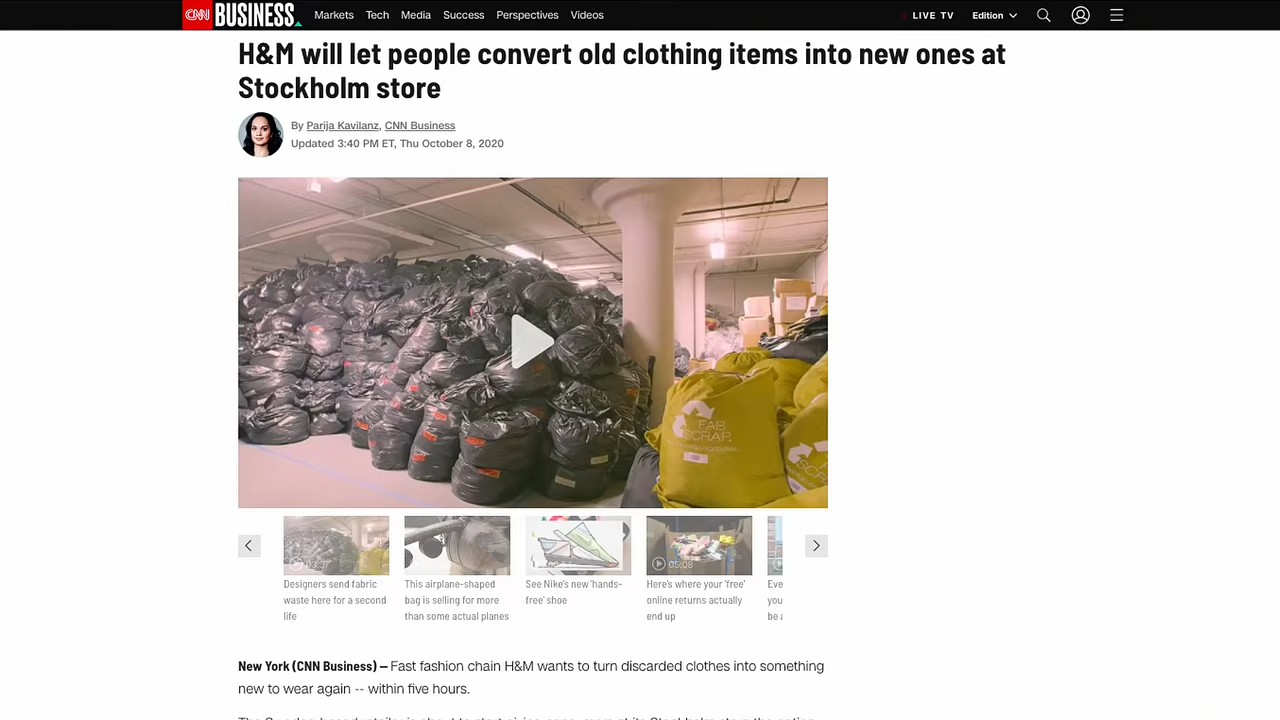 CNN BUSINESS Markets Tech Media Success Perspectives Videos LIVE TV Edition
H&M will let people convert old clothing items into new ones at
Stockholm store
By Parija Kavilanz, CNN Business
Updated 3:40 PM ET, Thu October 8, 2020
FAB
SCRAP
03:37
05:08
Designers send fabric
waste here for a second
life
This airplane-shaped
bag is selling for more
than some actual planes
See Nike's new 'hands-
free' shoe
Here's where your 'free'
online returns actually
end up
Eve
you
be a
New York (CNN Business) — Fast fashion chain H&M wants to turn discarded clothes into something
new to wear again -- within five hours.